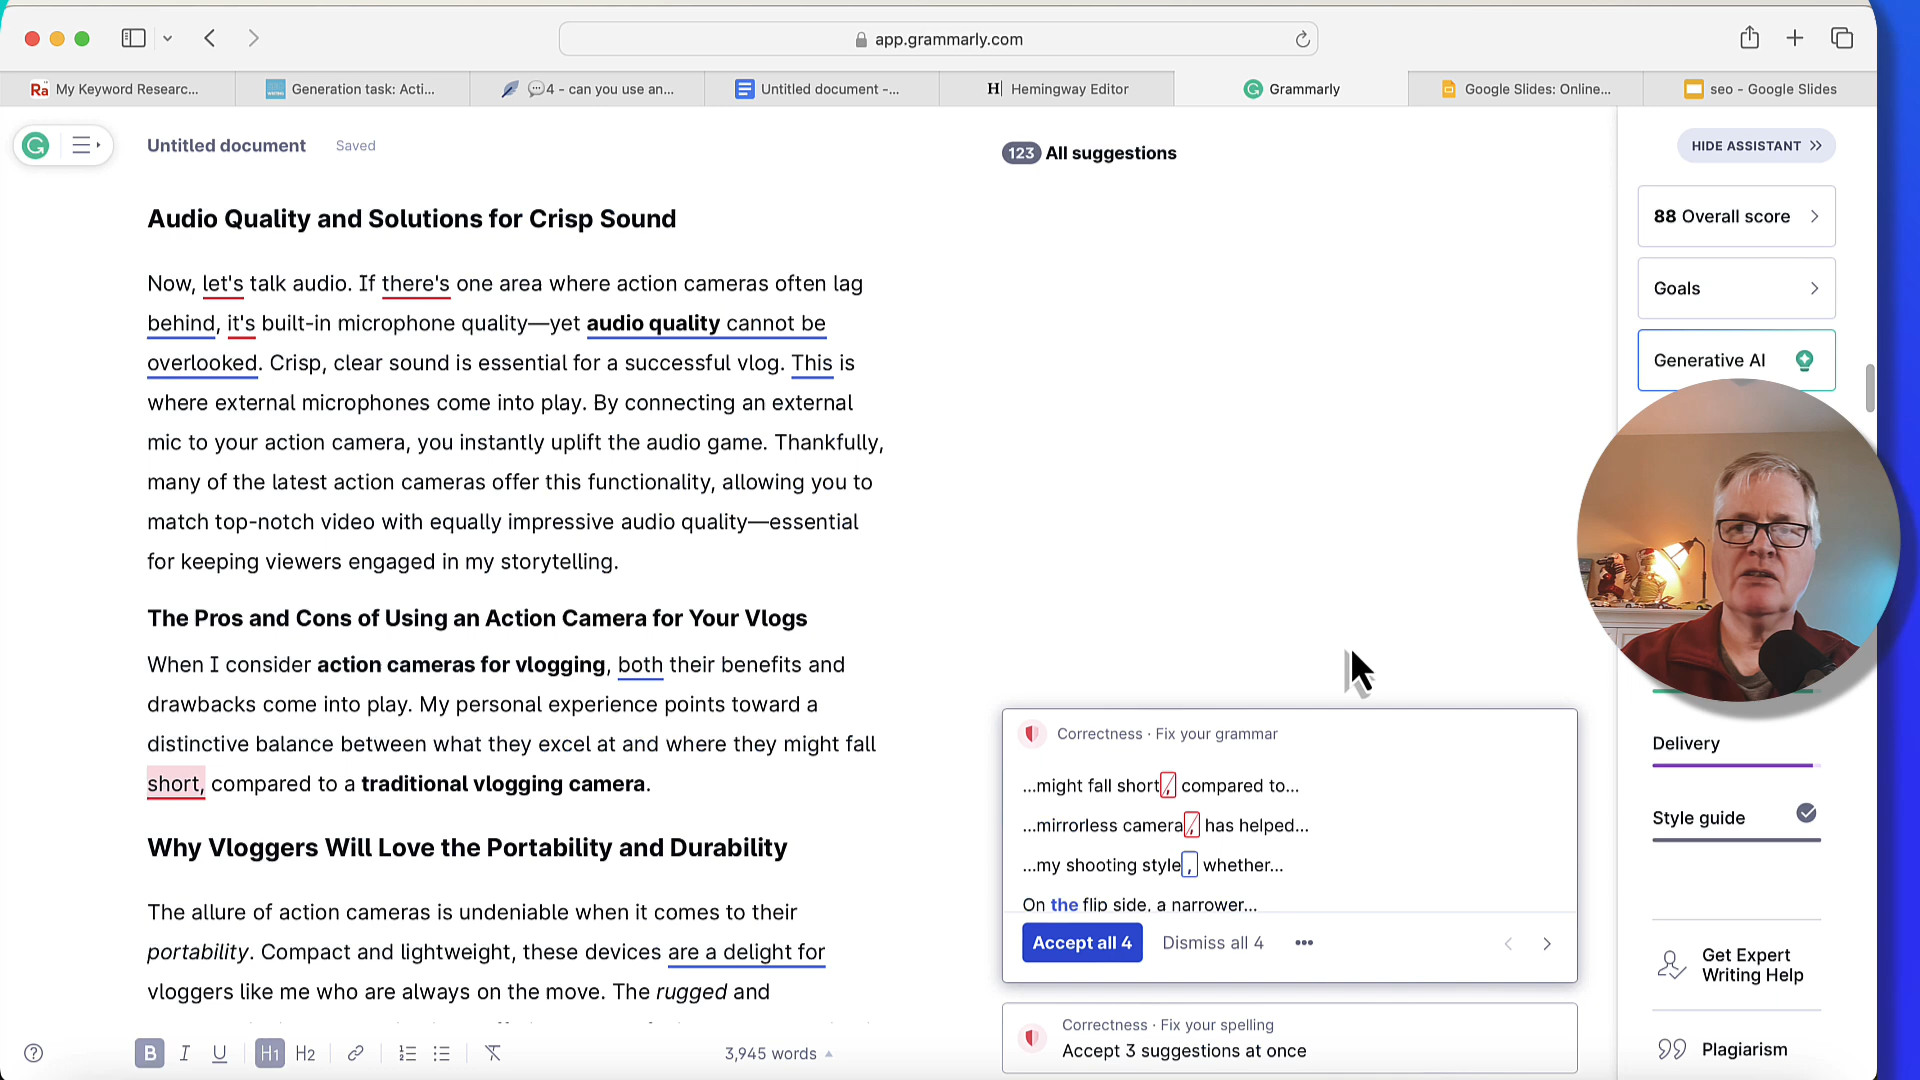 app.grammarly.com
Ra My Keyword Researc...
Generation task: Acti...
4 - can you use an...
Untitled document -...
H Hemingway Editor
Grammarly
Google Slides: Online...
seo - Google Slides
Untitled document Saved
123 All suggestions
HIDE ASSISTANT
88 Overall score
Goals
Generative AI
Audio Quality and Solutions for Crisp Sound
Now, let's talk audio. If there's one area where action cameras often lag
behind, it's built-in microphone quality—yet audio quality cannot be
overlooked. Crisp, clear sound is essential for a successful vlog. This is
where external microphones come into play. By connecting an external
mic to your action camera, you instantly uplift the audio game. Thankfully,
many of the latest action cameras offer this functionality, allowing you to
match top-notch video with equally impressive audio quality—essential
for keeping viewers engaged in my storytelling.
The Pros and Cons of Using an Action Camera for Your Vlogs
When I consider action cameras for vlogging, both their benefits and
drawbacks come into play. My personal experience points toward a
distinctive balance between what they excel at and where they might fall
short, compared to a traditional vlogging camera.
Why Vloggers Will Love the Portability and Durability
The allure of action cameras is undeniable when it comes to their
portability. Compact and lightweight, these devices are a delight for
vloggers like me who are always on the move. The rugged and
Correctness · Fix your grammar
...might fall short, compared to...
...mirrorless camera, has helped...
...my shooting style, whether...
On the flip side, a narrower...
Accept all 4 Dismiss all 4
Correctness · Fix your spelling
Accept 3 suggestions at once
Delivery
Style guide
Get Expert
Writing Help
Plagiarism
B I U H1 H2
3,945 words